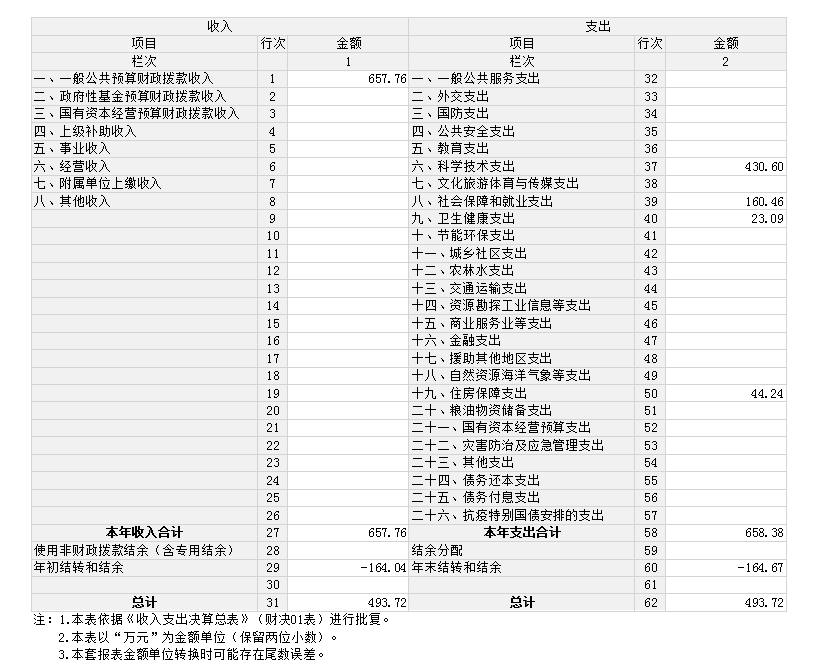 收入 支出
项目 行次 金额 项目 行次 金额
栏次 1 栏次 2
一、一般公共预算财政拨款收入 1 657.76 一、一般公共服务支出 32
二、政府性基金预算财政拨款收入 2 二、外交支出 33
三、国有资本经营预算财政拨款收入 3 三、国防支出 34
四、上级补助收入 4 四、公共安全支出 35
五、事业收入 5 五、教育支出 36
六、经营收入 6 六、科学技术支出 37 430.60
七、附属单位上缴收入 7 七、文化旅游体育与传媒支出 38
八、其他收入 8 八、社会保障和就业支出 39 160.46
9 九、卫生健康支出 40 23.09
10 十、节能环保支出 41
11 十一、城乡社区支出 42
12 十二、农林水支出 43
13 十三、交通运输支出 44
14 十四、资源勘探工业信息等支出 45
15 十五、商业服务业等支出 46
16 十六、金融支出 47
17 十七、援助其他地区支出 48
18 十八、自然资源海洋气象等支出 49
19 十九、住房保障支出 50 44.24
20 二十、粮油物资储备支出 51
21 二十一、国有资本经营预算支出 52
22 二十二、灾害防治及应急管理支出 53
23 二十三、其他支出 54
24 二十四、债务还本支出 55
25 二十五、债务付息支出 56
26 二十六、抗疫特别国债安排的支出 57
本年收入合计 27 657.76 本年支出合计 58 658.38
使用非财政拨款结余（含专用结余） 28 结余分配 59
年初结转和结余 29 -164.04 年末结转和结余 60 -164.67
30 61
总计 31 493.72 总计 62 493.72
注：1.本表依据《收入支出决算总表》（财决01表）进行批复。
2.本表以“万元”为金额单位（保留两位小数）。
3.本套报表金额单位转换时可能存在尾数误差。